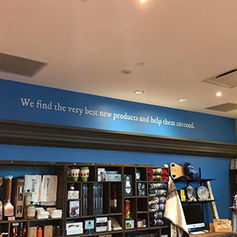 We find the very best new products and help them succeed.